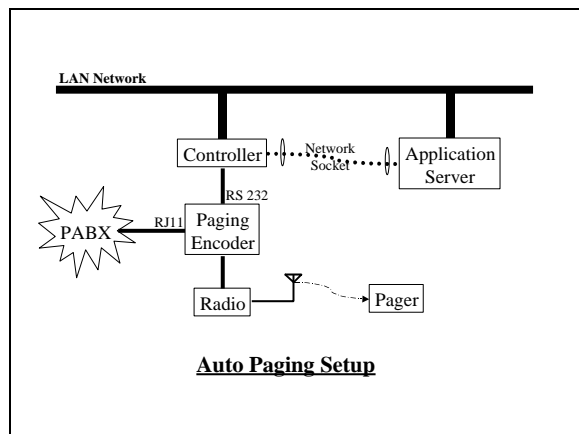 LAN Network
Controller
Network
Socket
Application
Server
RS 232
PABX
RJ11
Paging
Encoder
Radio
Pager
Auto Paging Setup